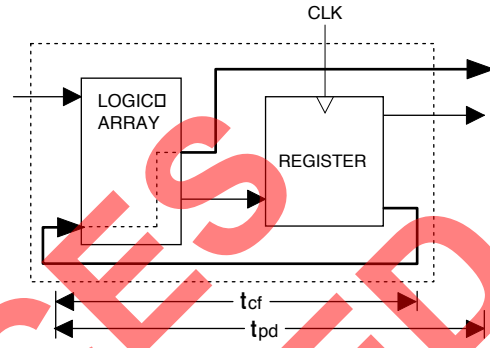 CLK
LOGIC□
ARRAY
REGISTER
tcf
tpd